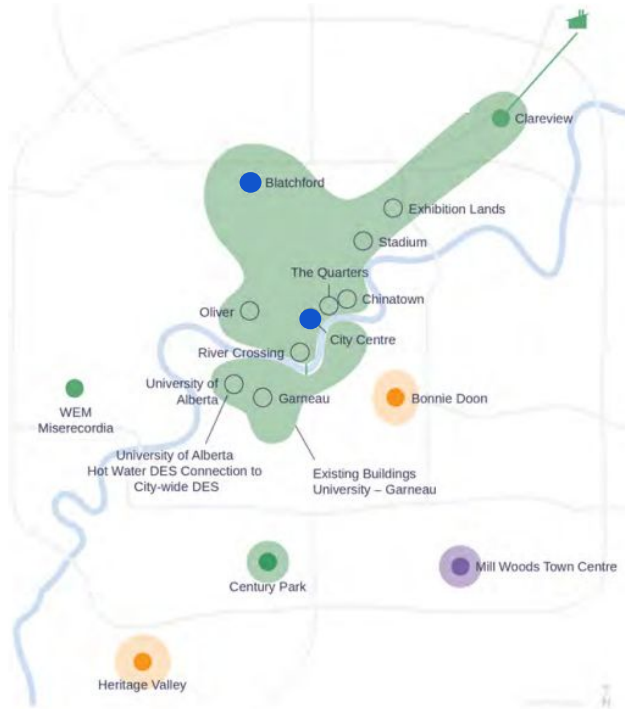 Clareview
Blatchford
Exhibition Lands
Stadium
The Quarters
Chinatown
Oliver
City Centre
River Crossing
University of
Alberta
Garneau
Bonnie Doon
WEM
Miserecordia
University of Alberta
Hot Water DES Connection to
City-wide DES
Existing Buildings
University – Garneau
Century Park
Mill Woods Town Centre
Heritage Valley